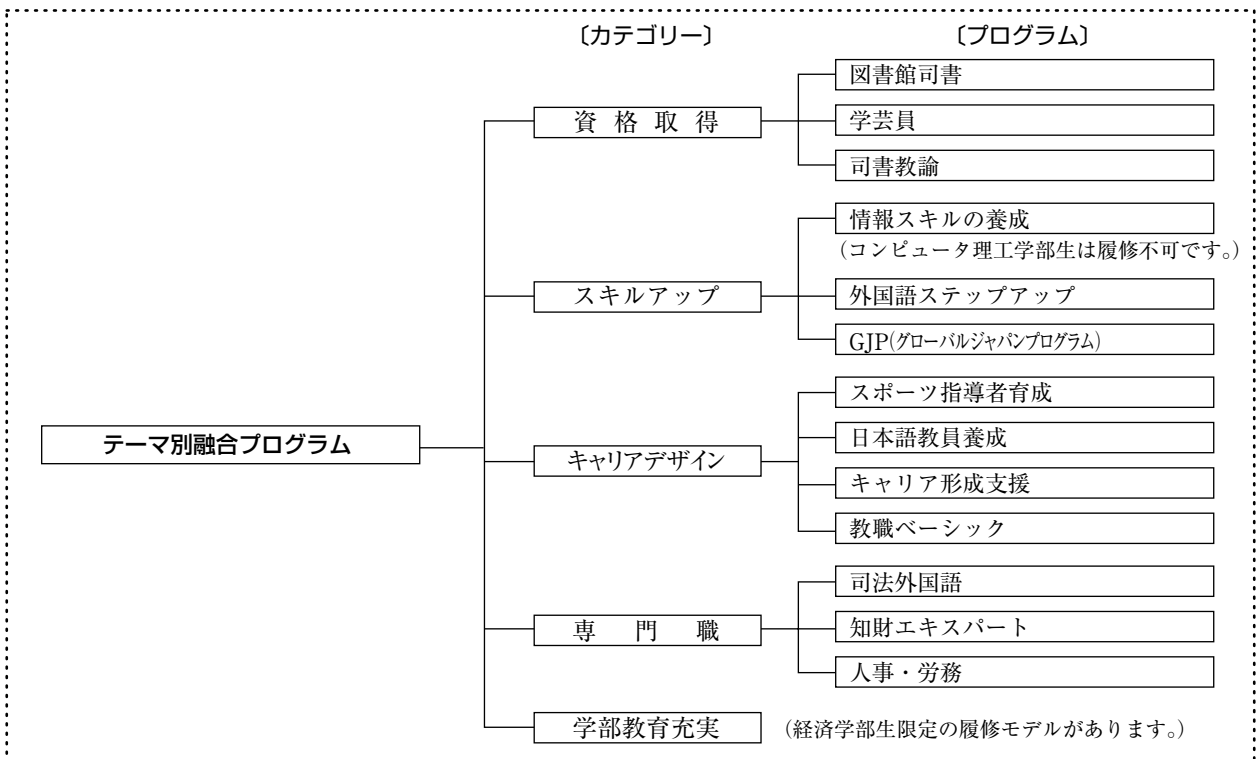 〔カテゴリー〕
〔プログラム〕
テーマ別融合プログラム
資格取得
図書館司書
学芸員
司書教諭
スキルアップ
情報スキルの養成
（コンピュータ理工学部生は履修不可です。）
外国語ステップアップ
GJP(グローバルジャパンプログラム)
キャリアデザイン
スポーツ指導者育成
日本語教員養成
キャリア形成支援
教職ベーシック
専門職
司法外国語
知財エキスパート
人事・労務
学部教育充実
（経済学部生限定の履修モデルがあります。）